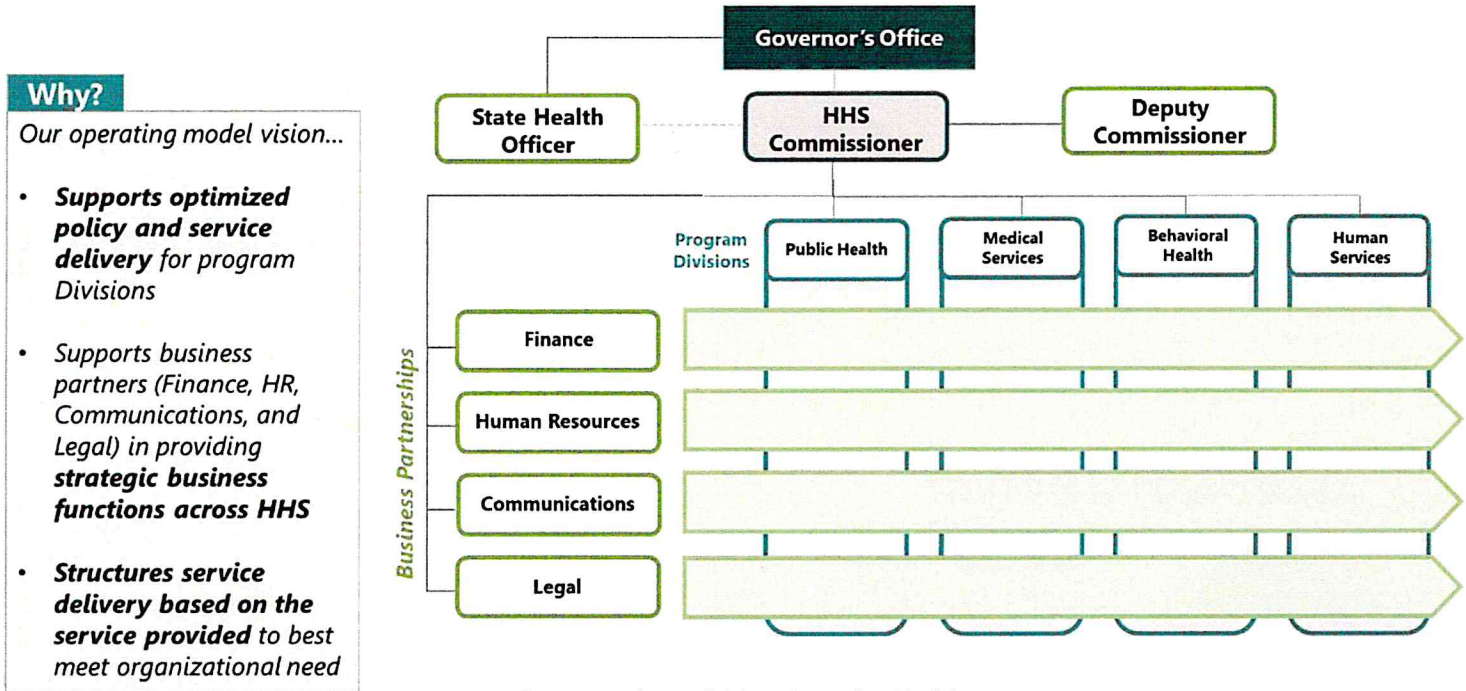 Governor's Office
State Health
Officer
HHS
Commissioner
Deputy
Commissioner
Why?
Our operating model vision...
• Supports optimized
policy and service
delivery for program
Divisions
• Supports business
partners (Finance, HR,
Communications, and
Legal) in providing
strategic business
functions across HHS
• Structures service
delivery based on the
service provided to best
meet organizational need
Program
Divisions
Public Health
Medical
Services
Behavioral
Health
Human
Services
Business Partnerships
Finance
Human Resources
Communications
Legal